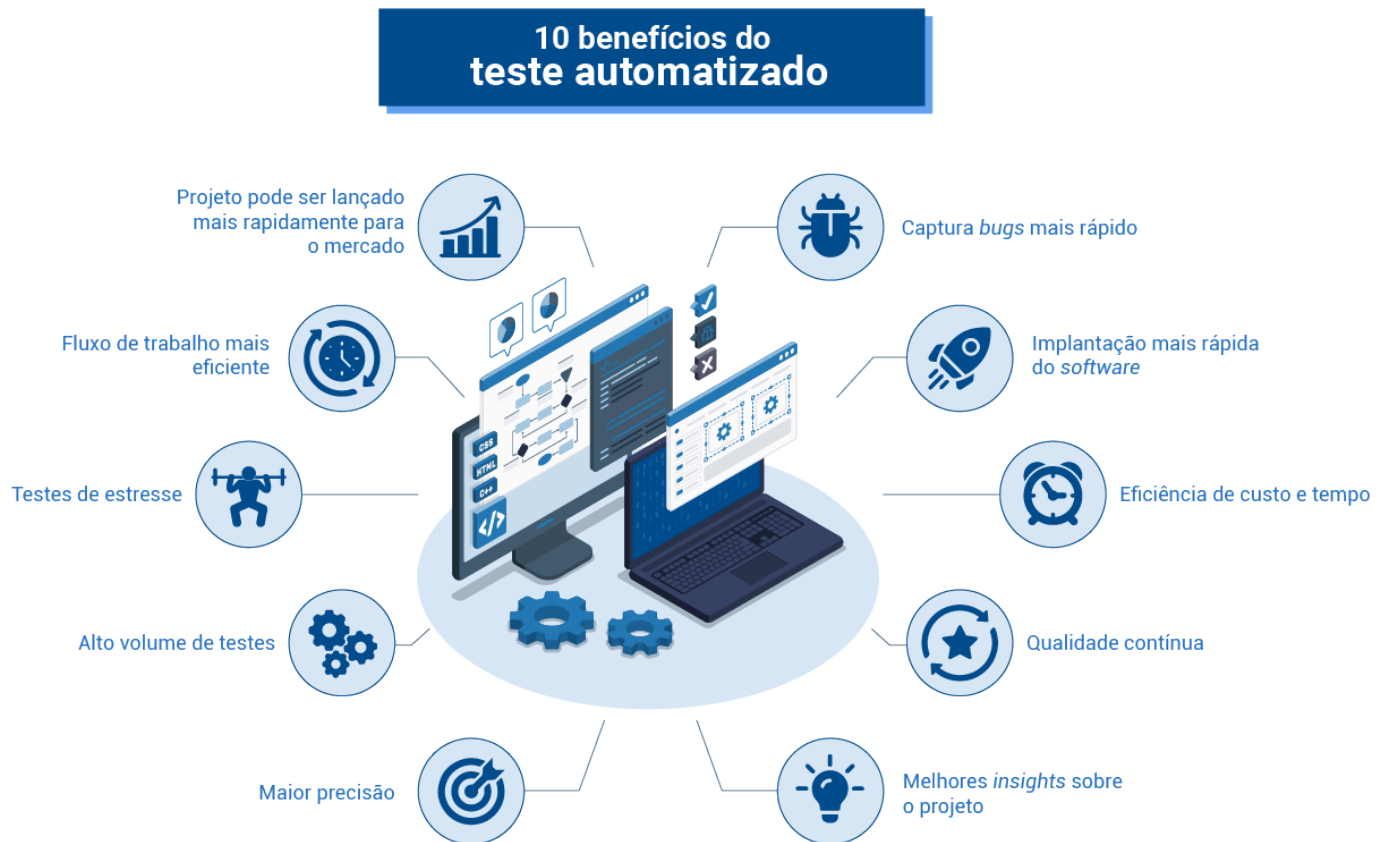 10 benefícios do
teste automatizado
Projeto pode ser lançado
mais rapidamente para
o mercado
Captura bugs mais rápido
Fluxo de trabalho mais
eficiente
Implantação mais rápida
do software
Testes de estresse
Eficiência de custo e tempo
Alto volume de testes
Qualidade contínua
Maior precisão
Melhores insights sobre
o projeto
CSS
HTML
C++
</>